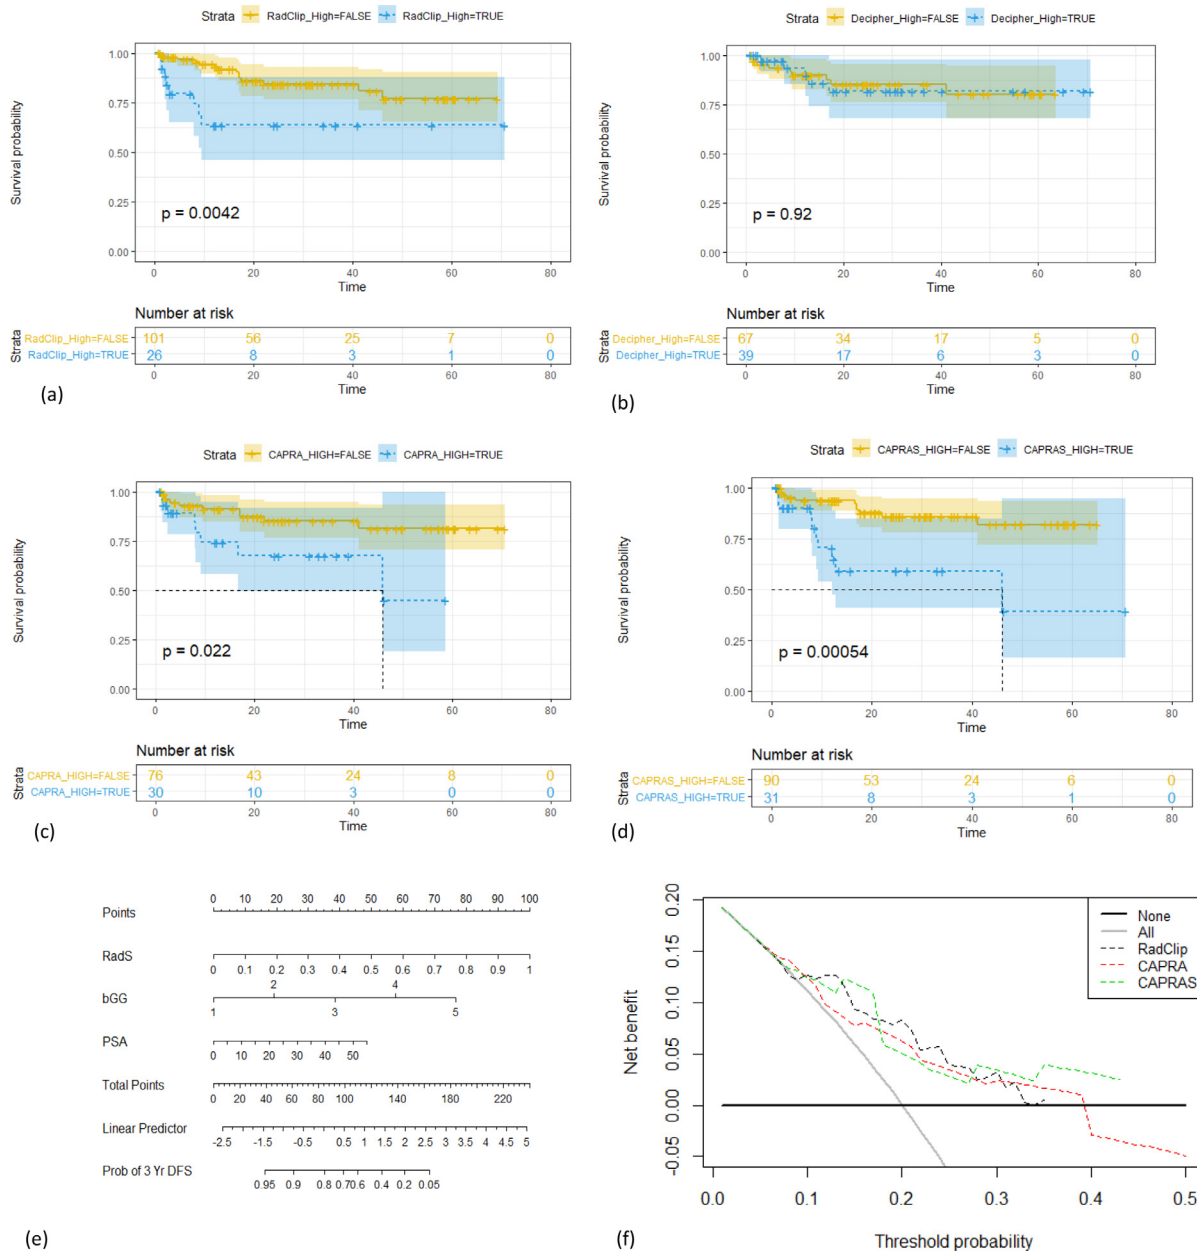 Strata RadClip_High=FALSE RadClip_High=TRUE
1.00
0.75
0.50
0.25
0.00
Survival probability
p = 0.0042
0 20 40 60 80
Time
Number at risk
Strata
RadClip_High=FALSE 101 56 25 7 0
RadClip_High=TRUE 26 8 3 1 0
0 20 40 60 80
Time
(a)
Strata Decipher_High=FALSE Decipher_High=TRUE
1.00
0.75
0.50
0.25
0.00
Survival probability
p = 0.92
0 20 40 60 80
Time
Number at risk
Strata
Decipher_High=FALSE 67 34 17 5 0
Decipher_High=TRUE 39 17 6 3 0
0 20 40 60 80
Time
(b)
Strata CAPRA_HIGH=FALSE CAPRA_HIGH=TRUE
1.00
0.75
0.50
0.25
0.00
Survival probability
p = 0.022
0 20 40 60 80
Time
Number at risk
Strata
CAPRA_HIGH=FALSE 76 43 24 8 0
CAPRA_HIGH=TRUE 30 10 3 0 0
0 20 40 60 80
Time
(c)
Strata CAPRAS_HIGH=FALSE CAPRAS_HIGH=TRUE
1.00
0.75
0.50
0.25
0.00
Survival probability
p = 0.00054
0 20 40 60 80
Time
Number at risk
Strata
CAPRAS_HIGH=FALSE 90 53 24 6 0
CAPRAS_HIGH=TRUE 31 8 3 1 0
0 20 40 60 80
Time
(d)
0 10 20 30 40 50 60 70 80 90 100
Points
RadS
0 0.1 0.2 0.3 0.4 0.5 0.6 0.7 0.8 0.9 1
2 4
bGG
1 3 5
PSA
0 5 10 15 20 25 30 35 40 50
Total Points
0 20 40 60 80 100 140 180 220
Linear Predictor
-2.5 -1.5 -0.5 0.5 1 1.5 2 2.5 3 3.5 4 4.5 5
Prob of 3 Yr DFS
0.95 0.9 0.8 0.70.6 0.4 0.2 0.05
(e)
Net benefit
0.20
0.15
0.10
0.05
0.00
-0.05
None
All
RadClip
CAPRA
CAPRAS
0.0 0.1 0.2 0.3 0.4 0.5
Threshold probability
(f)